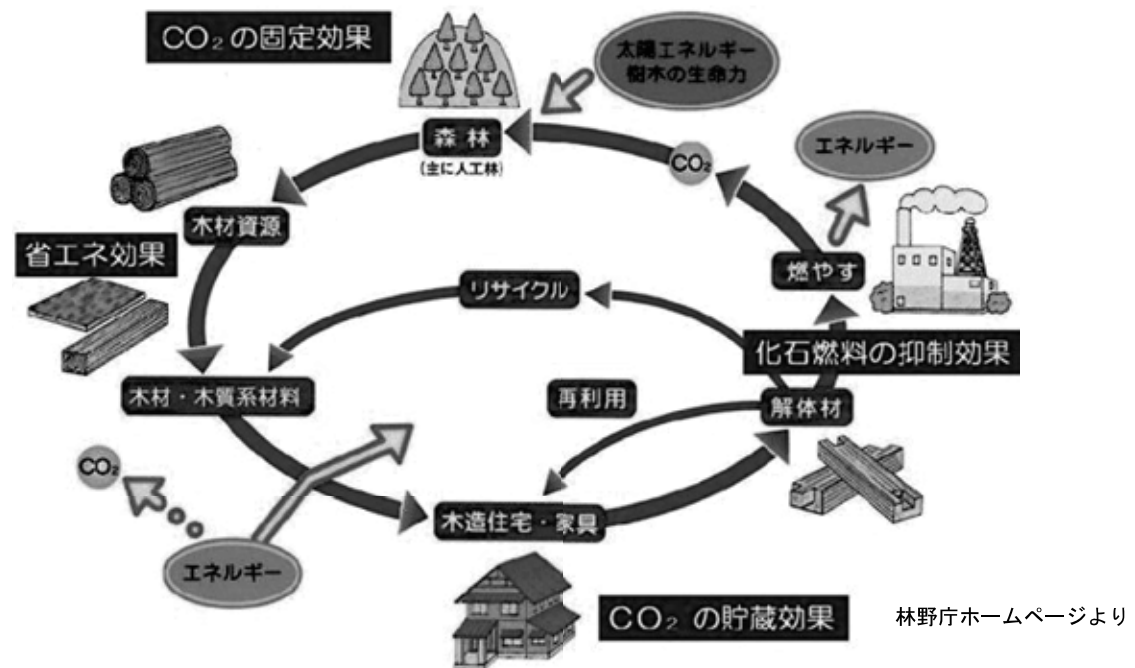 CO₂の固定効果
太陽エネルギー
樹木の生命力
森林
(主に人工林)
CO₂
エネルギー
木材資源
省エネ効果
リサイクル
燃やす
化石燃料の抑制効果
木材・木質系材料
再利用
解体材
CO₂
木造住宅・家具
エネルギー
CO₂の貯蔵効果
林野庁ホームページより